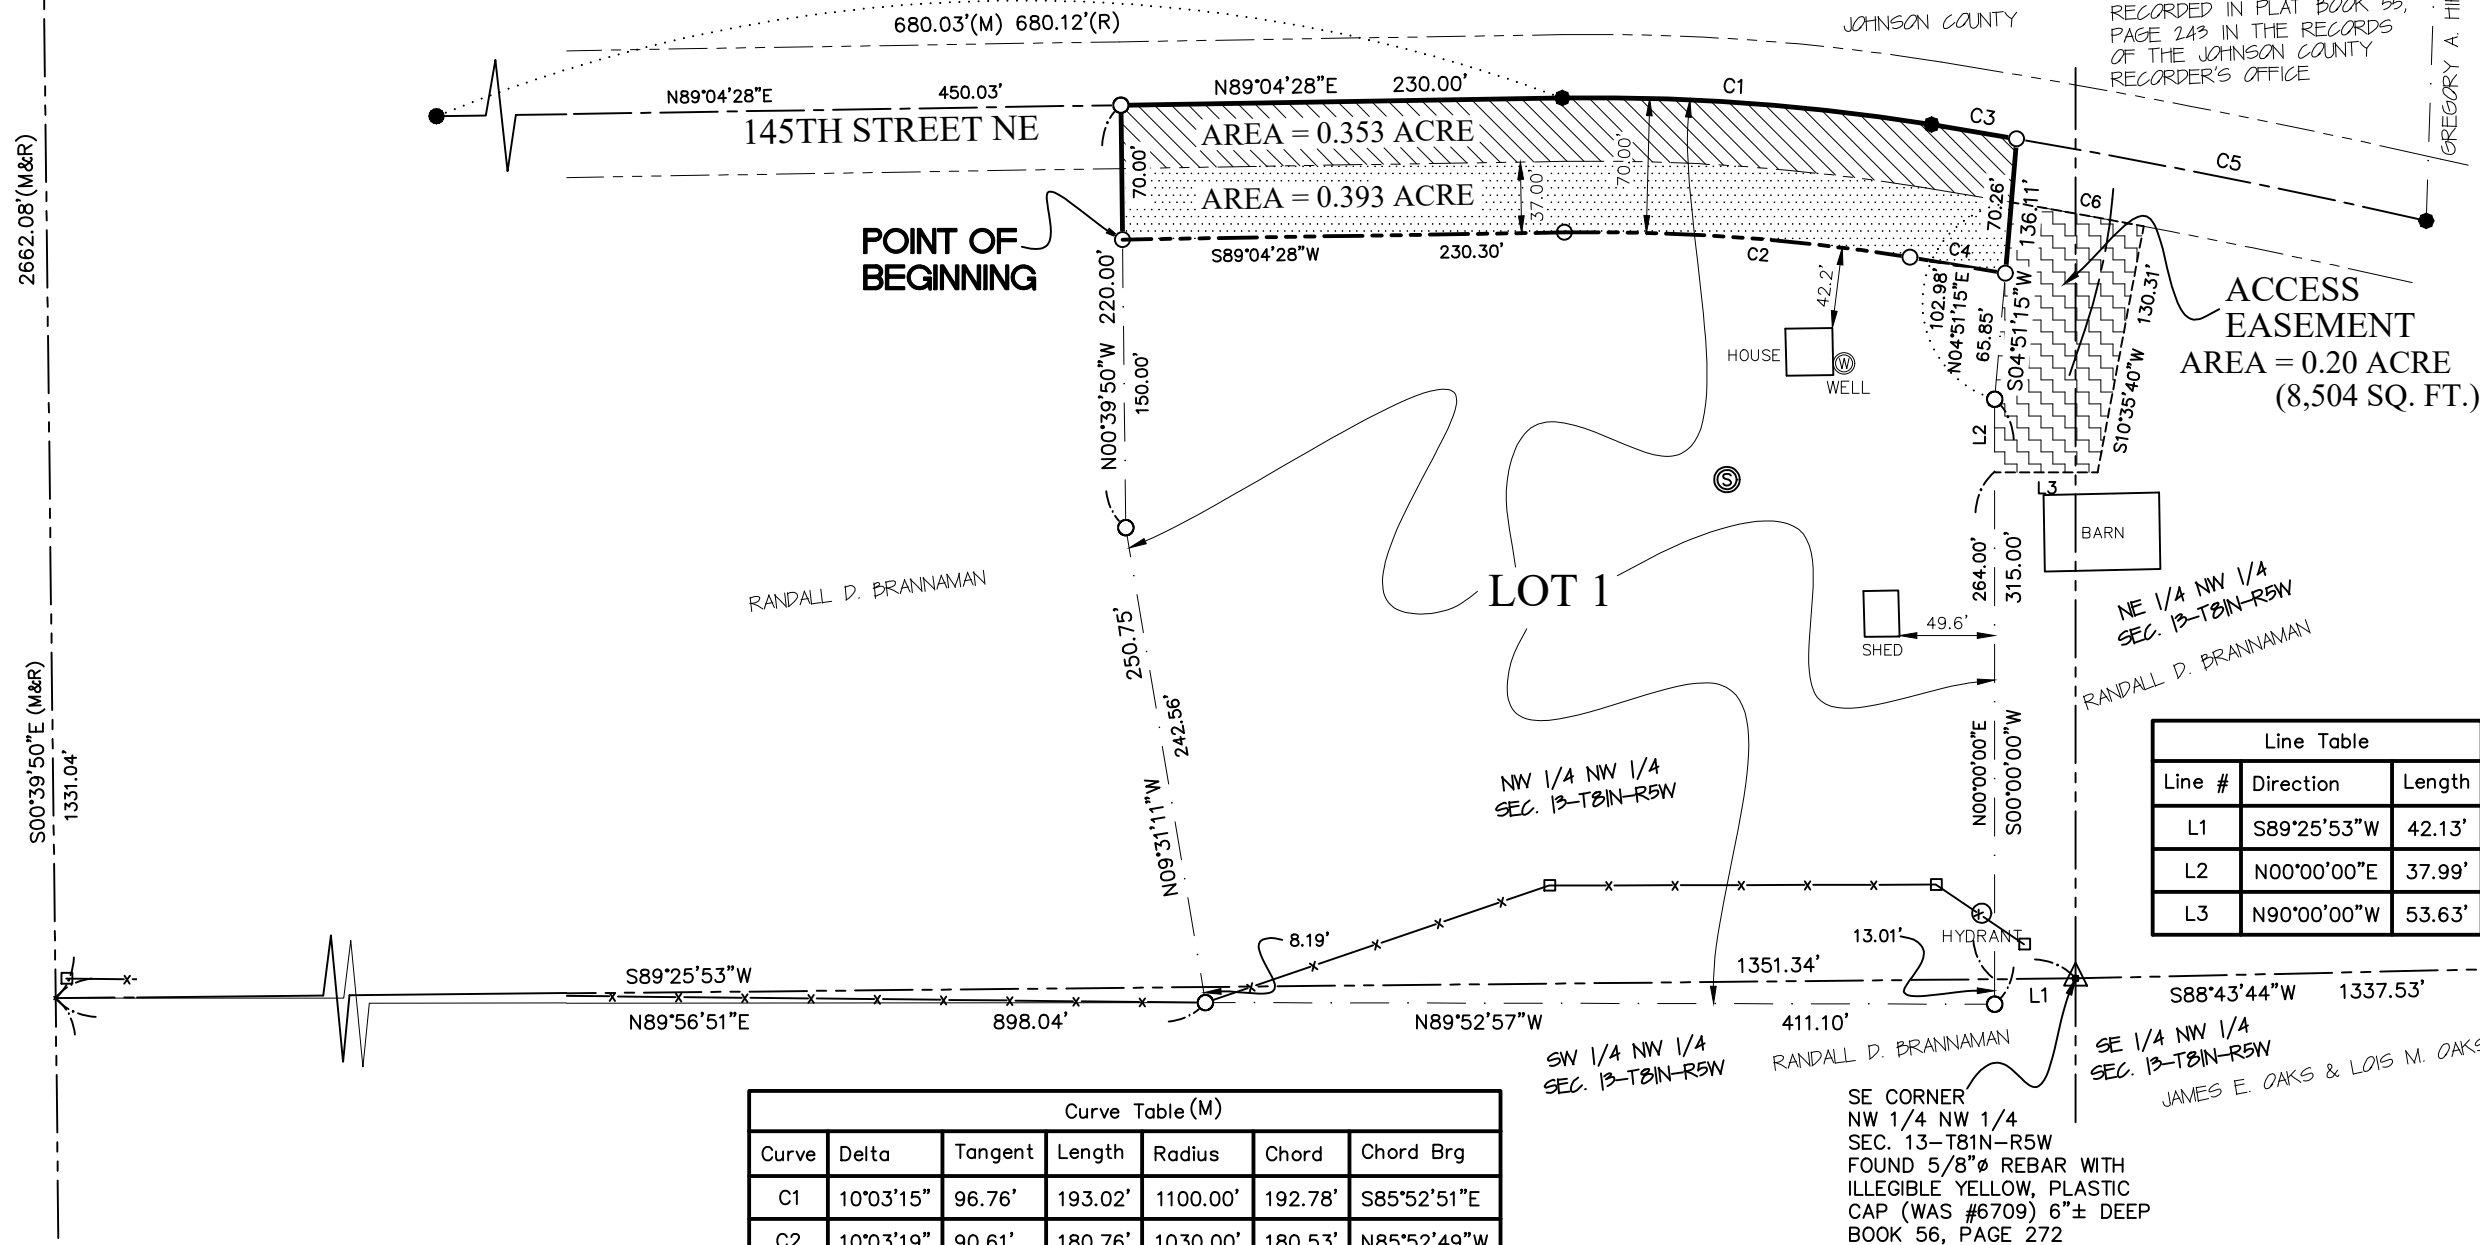 680.03'(M) 680.12'(R)
JOHNSON COUNTY
RECORDED IN PLAT BOOK 55,
PAGE 243 IN THE RECORDS
OF THE JOHNSON COUNTY
RECORDER'S OFFICE
GREGORY A.
N89°04'28"E
450.03'
N89°04'28"E
230.00'
C1
C3
C5
C6
145TH STREET NE
AREA = 0.353 ACRE
AREA = 0.393 ACRE
70.00'
70.00'
37.00'
70.26'
136.11'
2662.08'(M&R)
POINT OF
BEGINNING
S89°04'28"W
230.30'
C2
C4
42.2'
N00°39'50"W
220.00'
150.00'
102.98'
N04°51'15"E
65.85'
S04°51'15"W
130.31'
S10°35'40"W
ACCESS
EASEMENT
AREA = 0.20 ACRE
(8,504 SQ. FT.)
HOUSE
W
WELL
L2
L3
S
BARN
LOT 1
RANDALL D. BRANNAMAN
264.00'
315.00'
NE 1/4 NW 1/4
SEC. 13-T81N-R5W
RANDALL D. BRANNAMAN
49.6'
SHED
250.75'
242.56'
N09°31'11"W
S00°39'50"E (M&R)
1331.04'
N00°00'00"E
S00°00'00"W
NW 1/4 NW 1/4
SEC. 13-T81N-R5W
Line Table
Line # Direction Length
L1 S89°25'53"W 42.13'
L2 N00°00'00"E 37.99'
L3 N90°00'00"W 53.63'
8.19'
13.01'
HYDRANT
S89°25'53"W
1351.34'
N89°56'51"E
898.04'
N89°52'57"W
411.10'
L1
S88°43'44"W
1337.53'
SW 1/4 NW 1/4
SEC. 13-T81N-R5W
RANDALL D. BRANNAMAN
SE 1/4 NW 1/4
SEC. 13-T81N-R5W
JAMES E. OAKS & LOIS M. OAKS
SE CORNER
NW 1/4 NW 1/4
SEC. 13-T81N-R5W
FOUND 5/8"ø REBAR WITH
ILLEGIBLE YELLOW, PLASTIC
CAP (WAS #6709) 6"± DEEP
BOOK 56, PAGE 272
Curve Table(M)
Curve Delta Tangent Length Radius Chord Chord Brg
C1 10°03'15" 96.76' 193.02' 1100.00' 192.78' S85°52'51"E
C2 10°03'19" 90.61' 180.76' 1030.00' 180.53' N85°52'49"W